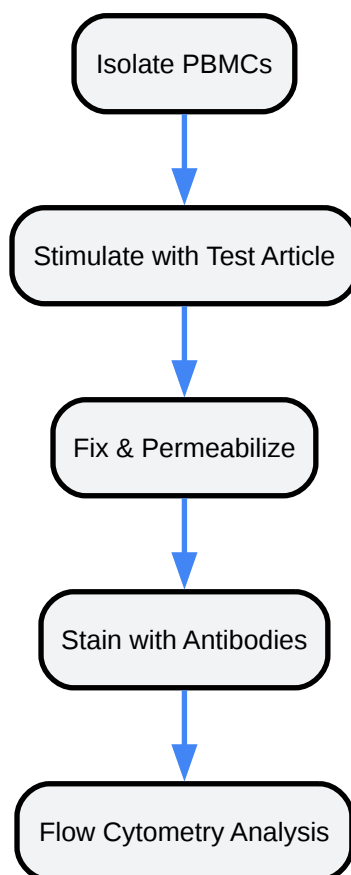 Isolate PBMCs
Stimulate with Test Article
Fix & Permeabilize
Stain with Antibodies
Flow Cytometry Analysis